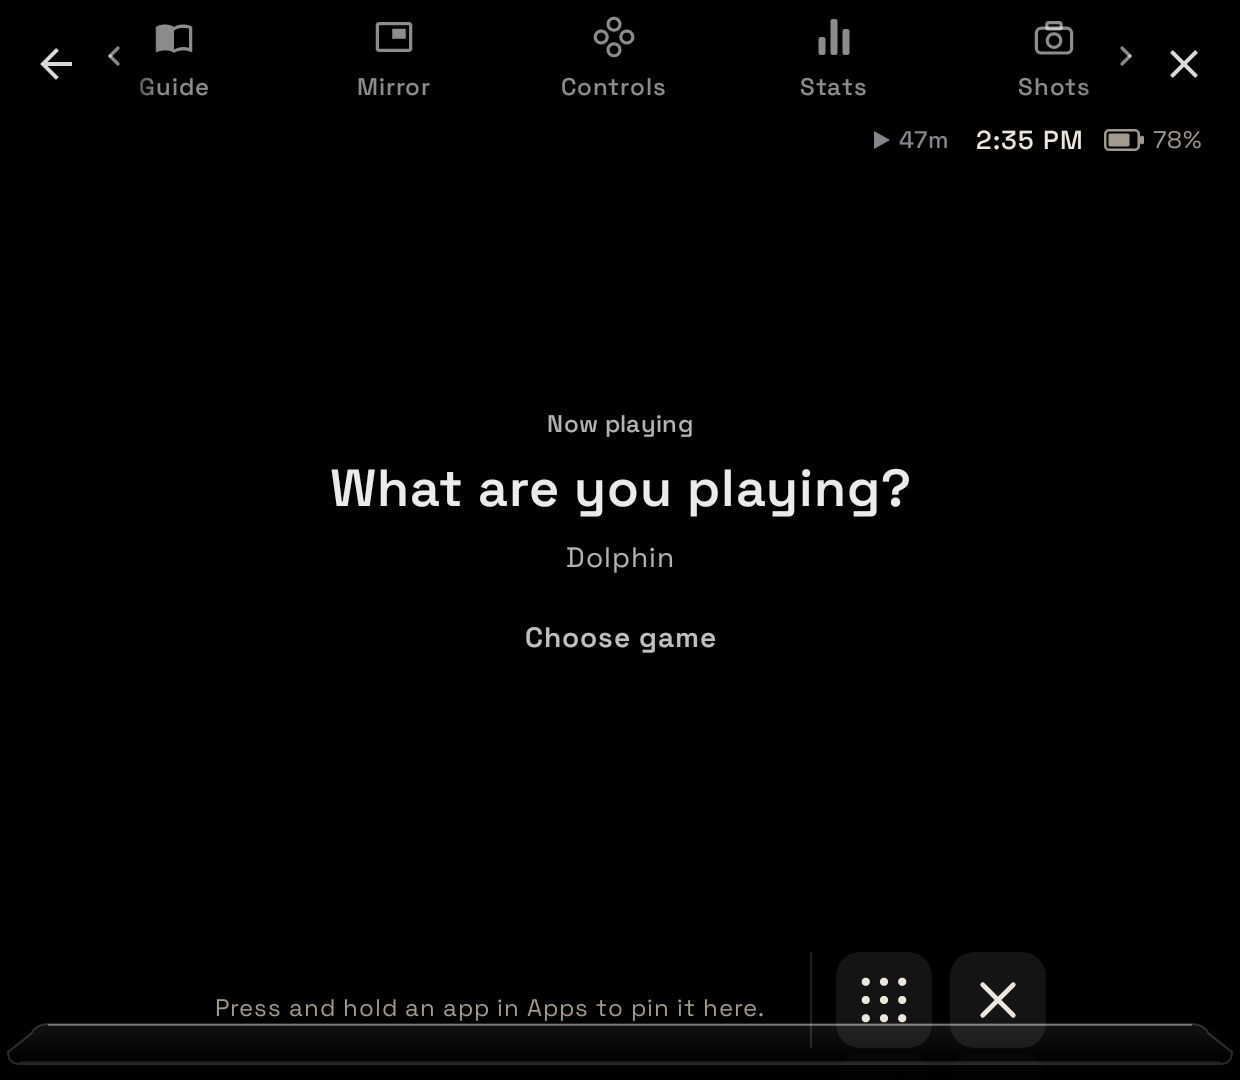 Guide
Mirror
Controls
Stats
Shots
47m 2:35 PM 78%
Now playing
What are you playing?
Dolphin
Choose game
Press and hold an app in Apps to pin it here.